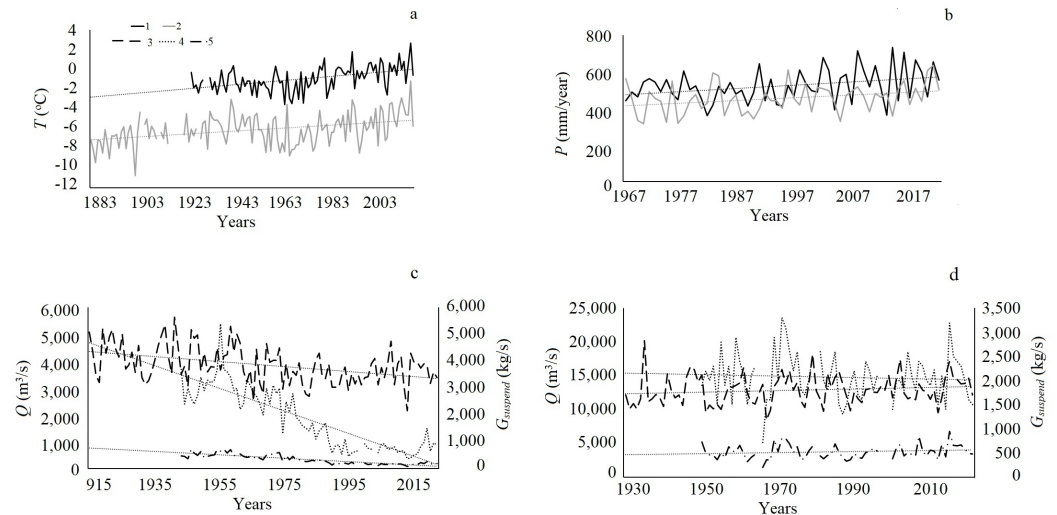 a
1 2
3 4 5
4
2
0
-2
-4
-6
-8
-10
-12
T (°C)
1883 1903 1923 1943 1963 1983 2003
Years
b
800
600
400
200
0
P (mm/year)
1967 1977 1987 1997 2007 2017
Years
c
6,000
5,000
4,000
3,000
2,000
1,000
0
Q (m³/s)
6,000
5,000
4,000
3,000
2,000
1,000
0
Gsuspend (kg/s)
915 1935 1955 1975 1995 2015
Years
d
25,000
20,000
15,000
10,000
5,000
0
Q (m³/s)
3,500
3,000
2,500
2,000
1,500
1,000
500
0
Gsuspend (kg/s)
1930 1950 1970 1990 2010
Years